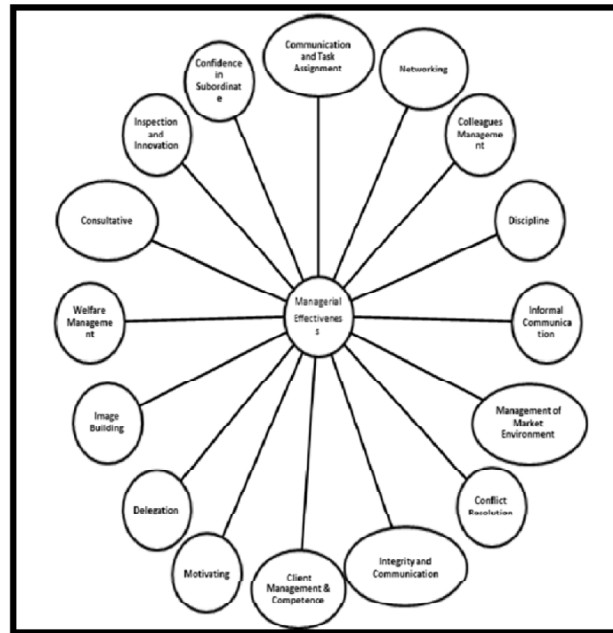 Communication
and Task
Assignment
Networking
Confidence
in
Subordinat
e
Colleagues
Manageme
nt
Inspection
and
Innovation
Discipline
Consultative
Managerial
Effectivenes
s
Informal
Communica
tion
Welfare
Manageme
nt
Management of
Market
Environment
Image
Building
Conflict
Resolution
Delegation
Integrity and
Communication
Motivating
Client
Management &
Competence